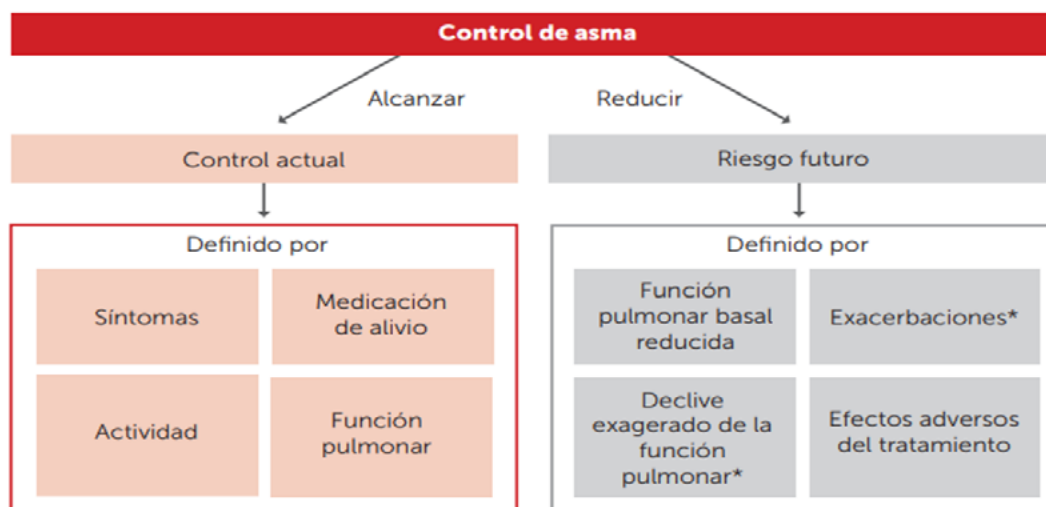 Control de asma
Alcanzar
Reducir
Control actual
Riesgo futuro
Definido por
Síntomas
Medicación
de alivio
Actividad
Función
pulmonar
Definido por
Función
pulmonar basal
reducida
Exacerbaciones*
Declive
exagerado de la
función
pulmonar*
Efectos adversos
del tratamiento